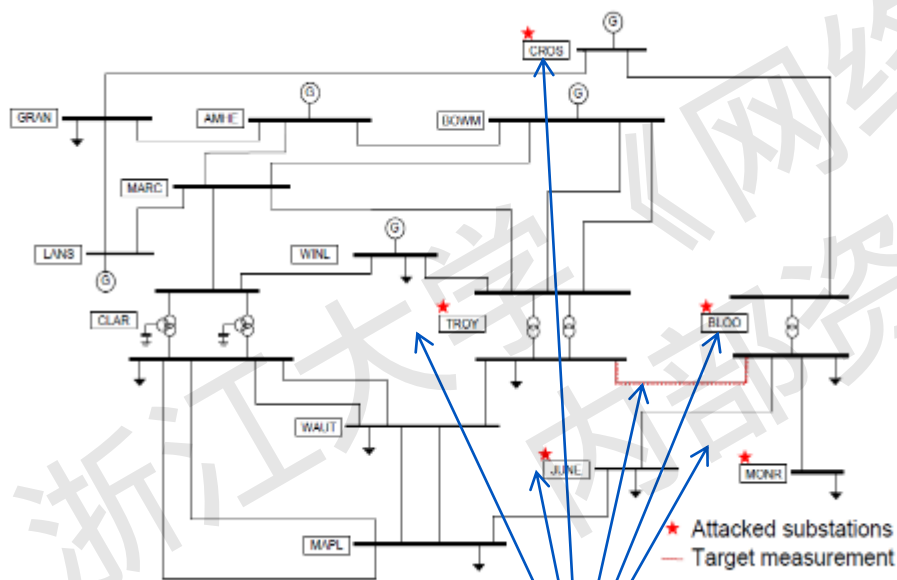 CROS
G
G
G
GRAN
AMHE
BOWM
MARC
LANS
G
WINL
G
CLAR
TROY
BLOO
WAUT
JUNE
MONR
MAPL
Attacked substations
Target measurement
浙江大学《网络
内部资